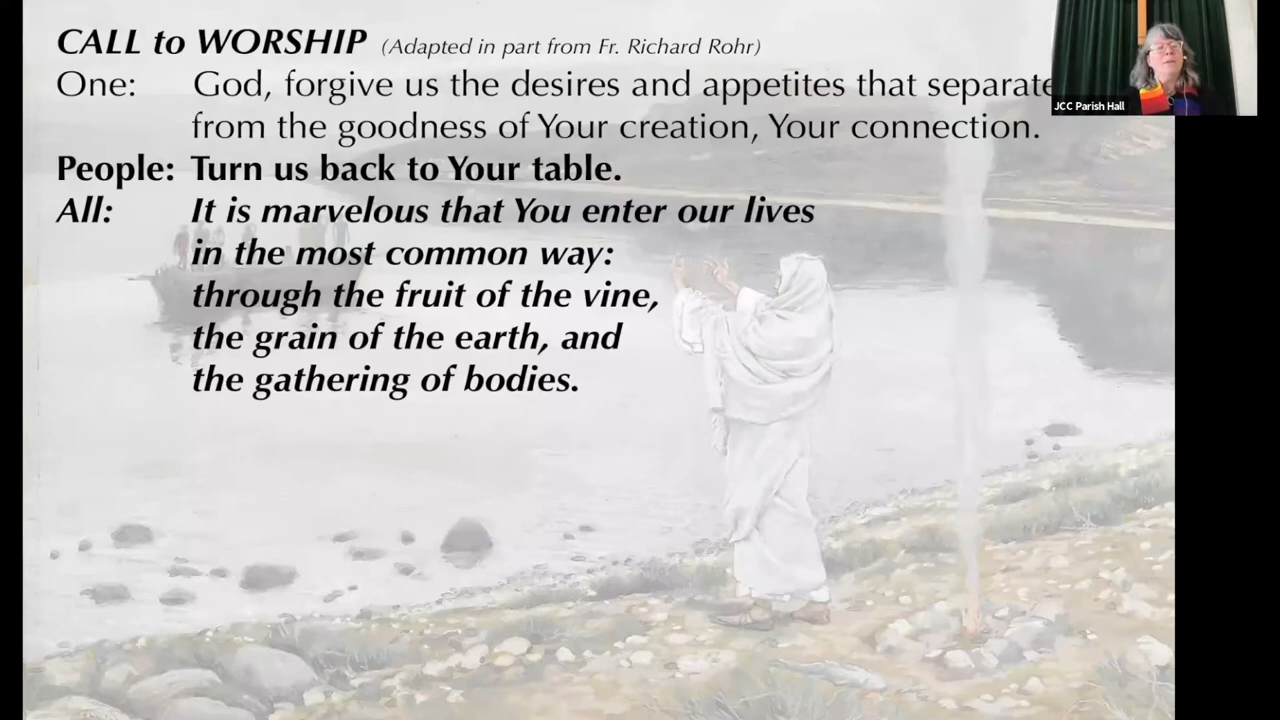 CALL to WORSHIP (Adapted in part from Fr. Richard Rohr)
One: God, forgive us the desires and appetites that separate
from the goodness of Your creation, Your connection.
People: Turn us back to Your table.
All: It is marvelous that You enter our lives
in the most common way:
through the fruit of the vine,
the grain of the earth, and
the gathering of bodies.
JCC Parish Hall